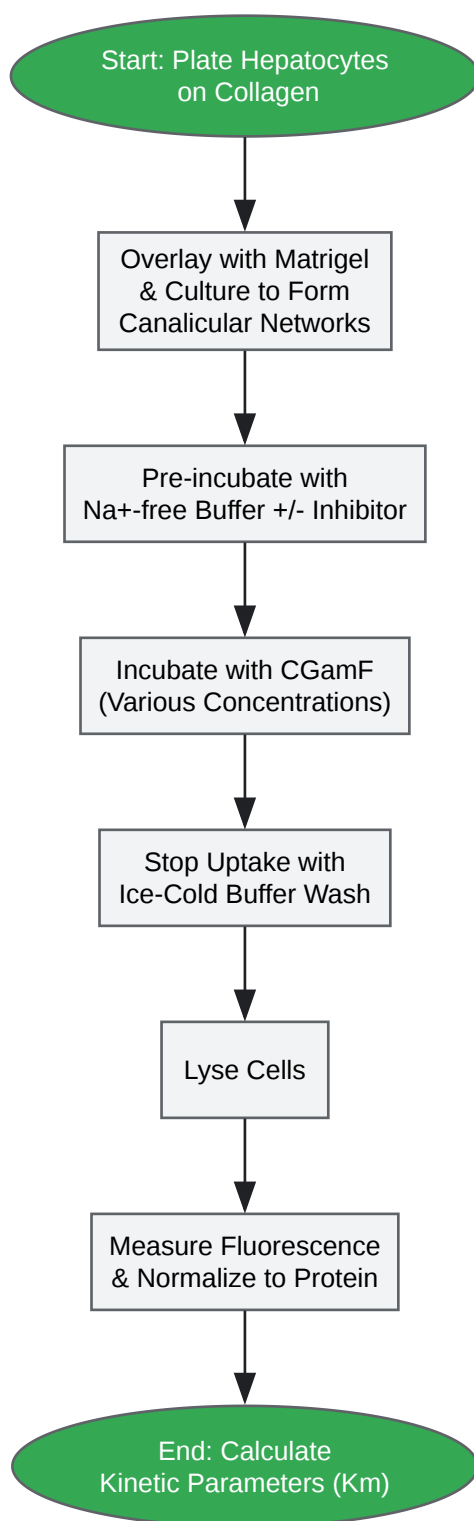 Start: Plate Hepatocytes
on Collagen
Overlay with Matrigel
& Culture to Form
Canalicular Networks
Pre-incubate with
Na+-free Buffer +/- Inhibitor
Incubate with CGamF
(Various Concentrations)
Stop Uptake with
Ice-Cold Buffer Wash
Lyse Cells
Measure Fluorescence
& Normalize to Protein
End: Calculate
Kinetic Parameters (Km)